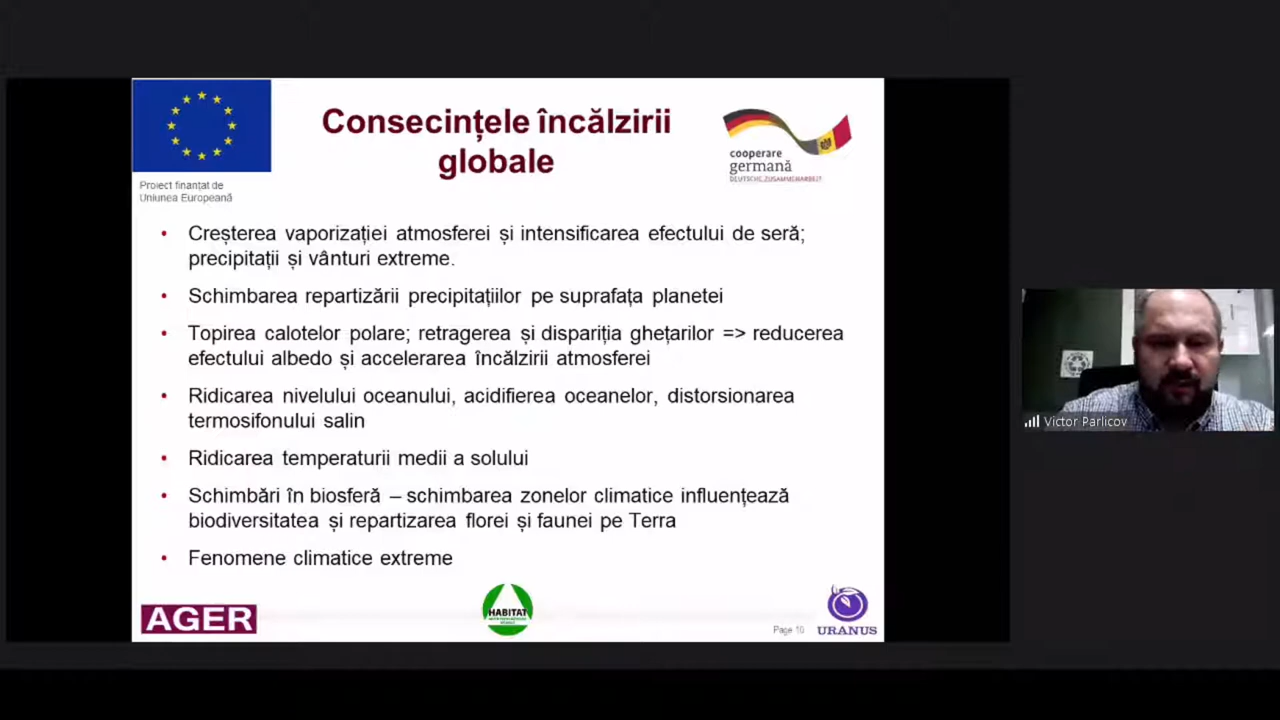 Consecințele încălzirii
globale
Proiect finanțat de
Uniunea Europeană
cooperare
germană
DEUTSCHE ZUSAMMENARBEIT
• Creșterea vaporizației atmosferei și intensificarea efectului de seră;
precipitații și vânturi extreme.
• Schimbarea repartizării precipitațiilor pe suprafața planetei
• Topirea calotelor polare; retragerea și dispariția ghețarilor => reducerea
efectului albedo și accelerarea încălzirii atmosferei
• Ridicarea nivelului oceanului, acidifierea oceanelor, distorsionarea
termosifonului salin
• Ridicarea temperaturii medii a solului
• Schimbări în biosferă – schimbarea zonelor climatice influențează
biodiversitatea și repartizarea florei și faunei pe Terra
• Fenomene climatice extreme
AGER
HABITAT
Page 10
URANUS
Victor Parlicov